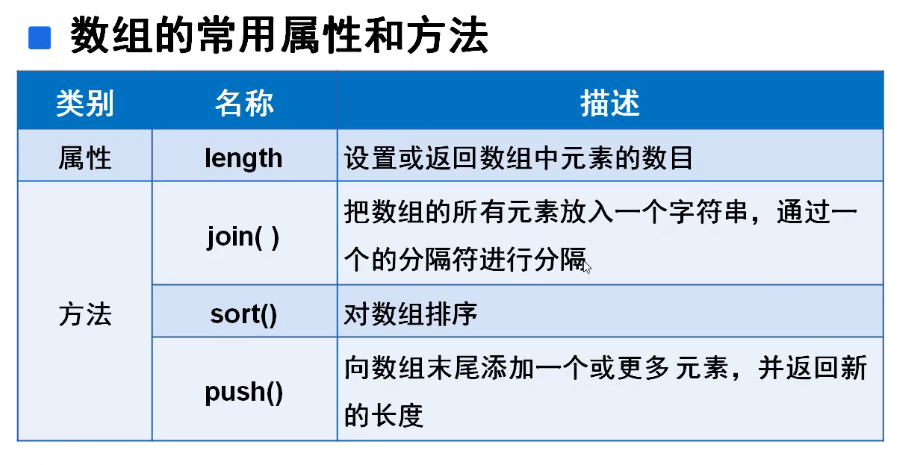 数组的常用属性和方法
类别 名称 描述
属性 length 设置或返回数组中元素的数目
方法 join( ) 把数组的所有元素放入一个字符串，通过一
个的分隔符进行分隔
sort() 对数组排序
push() 向数组末尾添加一个或更多 元素，并返回新
的长度